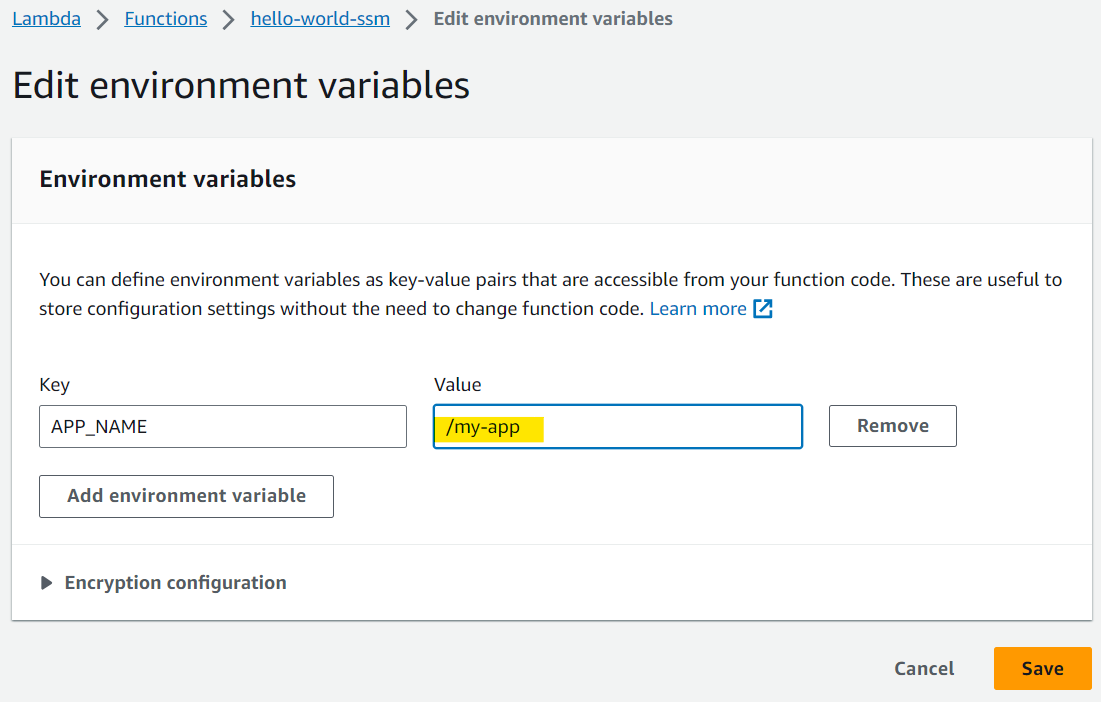 Lambda > Functions > hello-world-ssm > Edit environment variables
Edit environment variables
Environment variables
You can define environment variables as key-value pairs that are accessible from your function code. These are useful to
store configuration settings without the need to change function code. Learn more
Key Value
APP_NAME /my-app Remove
Add environment variable
Encryption configuration
Cancel Save